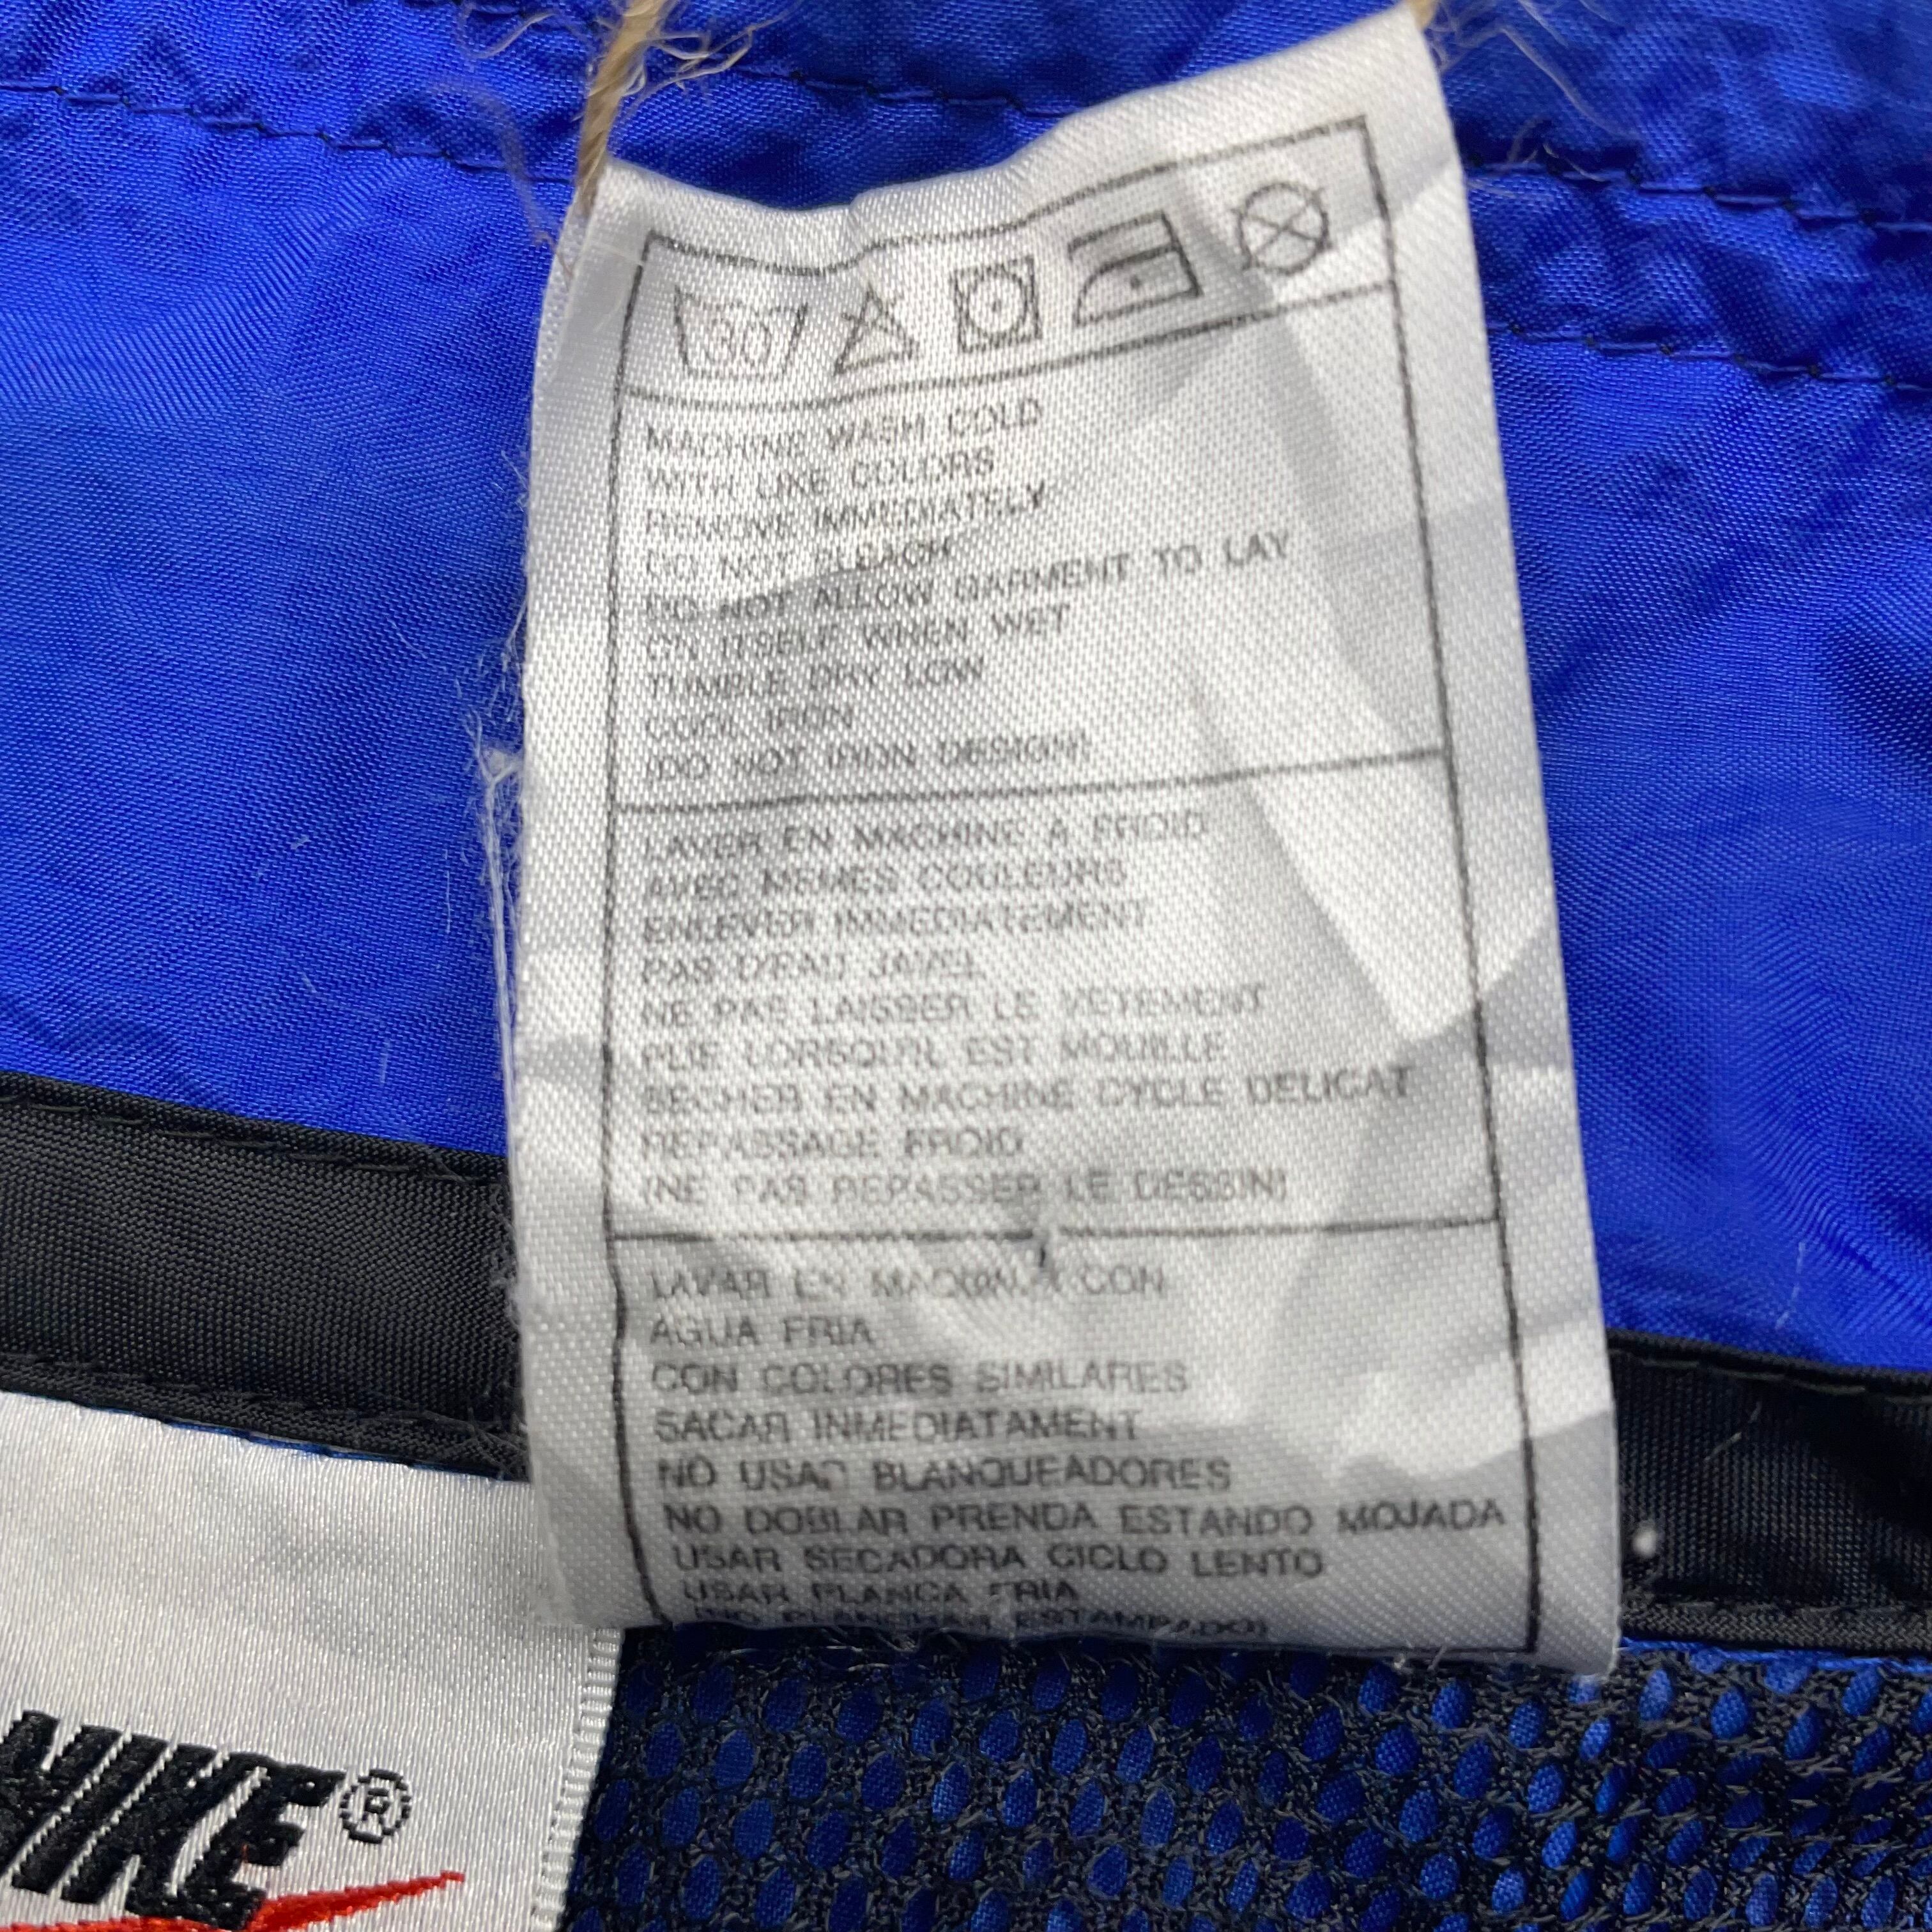 30
MACHINE WASH COLD
WITH LIKE COLORS
REMOVE IMMEDIATELY
DO NOT BLEACH
DO NOT ALLOW GARMENT TO LAY
ON ITSELF WHEN WET
TUMBLE DRY LOW
COOL IRON
(DO NOT IRON DESIGN)
LAVER EN MACHINE A FROID
AVEC MEMES COULEURS
ENLEVER IMMEDIATEMENT
PAS D'EAU JAVEL
NE PAS LAISSER LE VETEMENT
PLIE LORSQU'IL EST MOUILLE
SECHER EN MACHINE CYCLE DELICAT
REPASSAGE FROID
(NE PAS REPASSER LE DESSIN)
LAVAR EN MAQUINA CON
AGUA FRIA
CON COLORES SIMILARES
SACAR INMEDIATAMENT
NO USAR BLANQUEADORES
NO DOBLAR PRENDA ESTANDO MOJADA
USAR SECADORA CICLO LENTO
USAR PLANCA FRIA
(NO PLANCHAR ESTAMPADO)
NIKE®